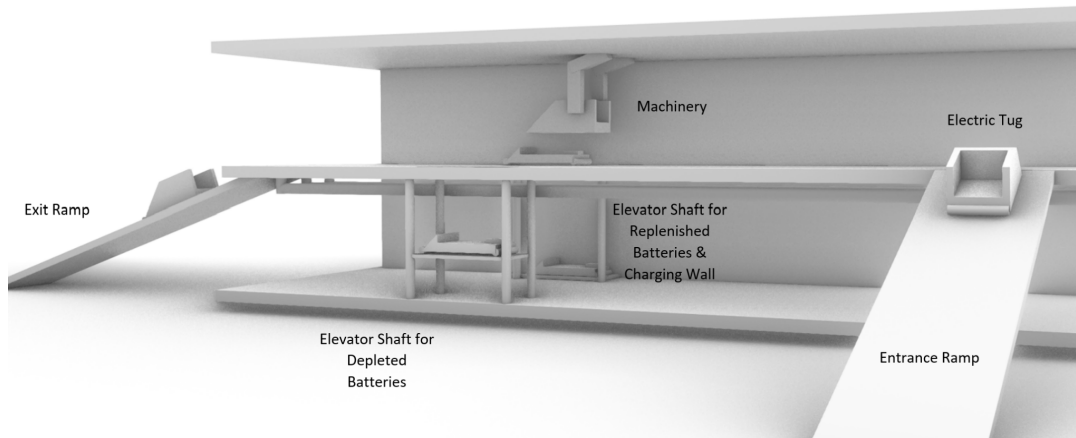 Machinery
Electric Tug
Exit Ramp
Elevator Shaft for
Replenished
Batteries &
Charging Wall
Elevator Shaft for
Depleted
Batteries
Entrance Ramp